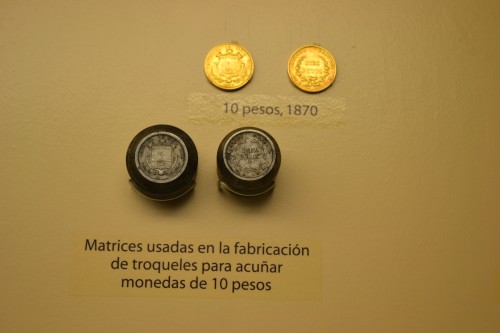 10 pesos, 1870
Matrices usadas en la fabricación
de troqueles para acuñar
monedas de 10 pesos